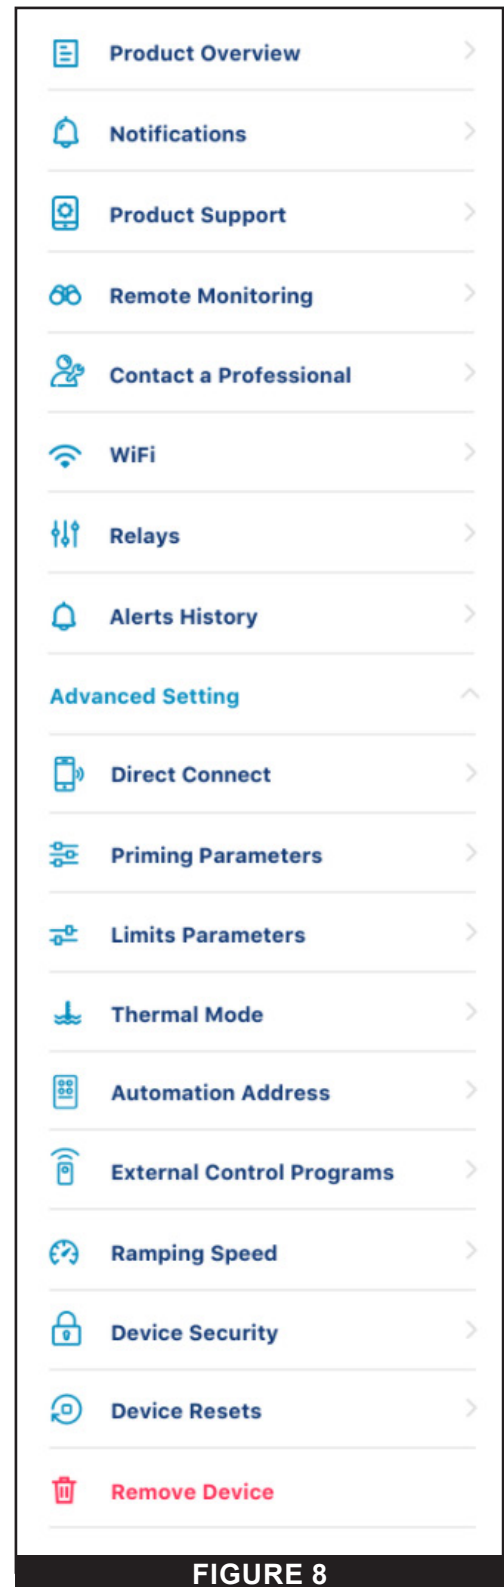 Product Overview
Notifications
Product Support
Remote Monitoring
Contact a Professional
WiFi
Relays
Alerts History
Advanced Setting
Direct Connect
Priming Parameters
Limits Parameters
Thermal Mode
Automation Address
External Control Programs
Ramping Speed
Device Security
Device Resets
Remove Device
FIGURE 8